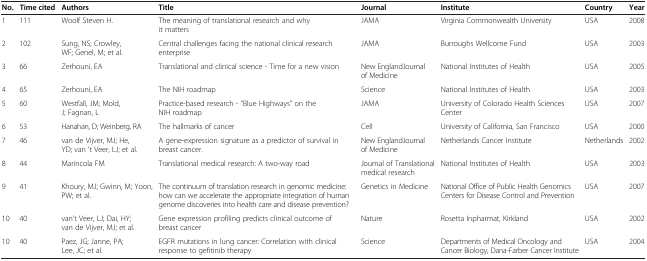 No. Time cited Authors Title Journal Institute Country Year
1 111 Woolf Steven H. The meaning of translational research and why JAMA Virginia Commonwealth University USA 2008
it matters
2 102 Sung, NS; Crowley, Central challenges facing the national clinical research JAMA Burroughs Wellcome Fund USA 2003
WF; Genel, M; et al. enterprise
3 66 Zerhouni, EA Translational and clinical science - Time for a new vision New EnglandJournal National Institutes of Health USA 2005
of Medicine
4 65 Zerhouni, EA The NIH roadmap Science National Institutes of Health USA 2003
5 60 Westfall, JM; Mold, Practice-based research - "Blue Highways" on the JAMA University of Colorado Health Sciences USA 2007
J; Fagnan, L NIH roadmap Center
6 53 Hanahan, D; Weinberg, RA The hallmarks of cancer Cell University of California, San Francisco USA 2000
7 46 van de Vijver, MJ; He, A gene-expression signature as a predictor of survival in New EnglandJournal Netherlands Cancer Institute Netherlands 2002
YD; van 't Veer, LJ; et al. breast cancer. of Medicine
8 44 Marincola FM Translational medical research: A two-way road Journal of Translational National Institutes of Health USA 2003
medical research
9 41 Khoury, MJ; Gwinn, M; Yoon, The continuum of translation research in genomic medicine: Genetics in Medicine National Office of Public Health Genomics USA 2007
PW; et al. how can we accelerate the appropriate integration of human Centers for Disease Control and Prevention
genome discoveries into health care and disease prevention?
10 40 van't Veer, LJ; Dai, HY; Gene expression profiling predicts clinical outcome of Nature Rosetta Inpharmat, Kirkland USA 2002
van de Vijver, MJ; et al. breast cancer
10 40 Paez, JG; Janne, PA; EGFR mutations in lung cancer: Correlation with clinical Science Departments of Medical Oncology and USA 2004
Lee, JC; et al. response to gefitinib therapy Cancer Biology, Dana-Farber Cancer Institute